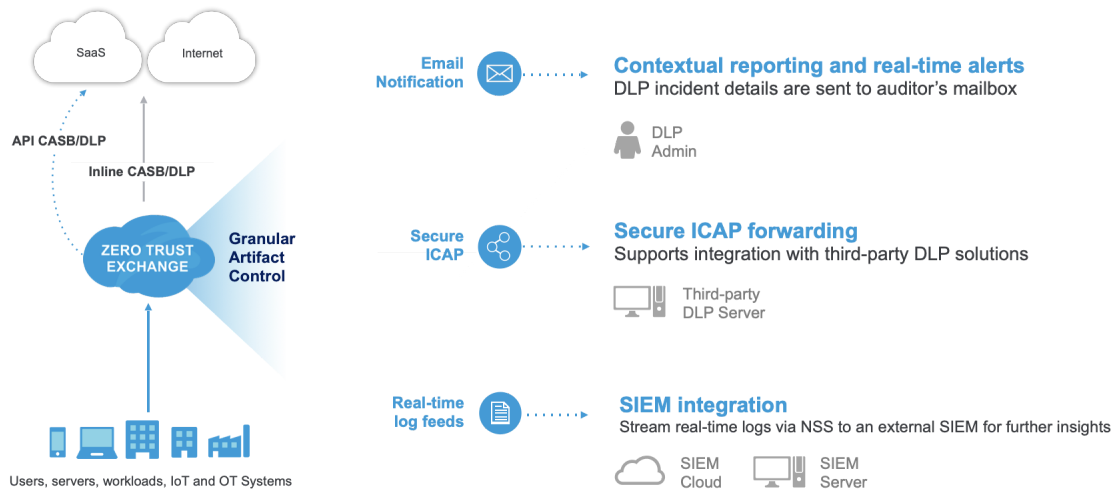 SaaS
Internet
API CASB/DLP
Inline CASB/DLP
ZERO TRUST
EXCHANGE
Granular
Artifact
Control
Users, servers, workloads, IoT and OT Systems
Email
Notification
Contextual reporting and real-time alerts
DLP incident details are sent to auditor’s mailbox
DLP
Admin
Secure
ICAP
Secure ICAP forwarding
Supports integration with third-party DLP solutions
Third-party
DLP Server
Real-time
log feeds
SIEM integration
Stream real-time logs via NSS to an external SIEM for further insights
SIEM
Cloud
SIEM
Server